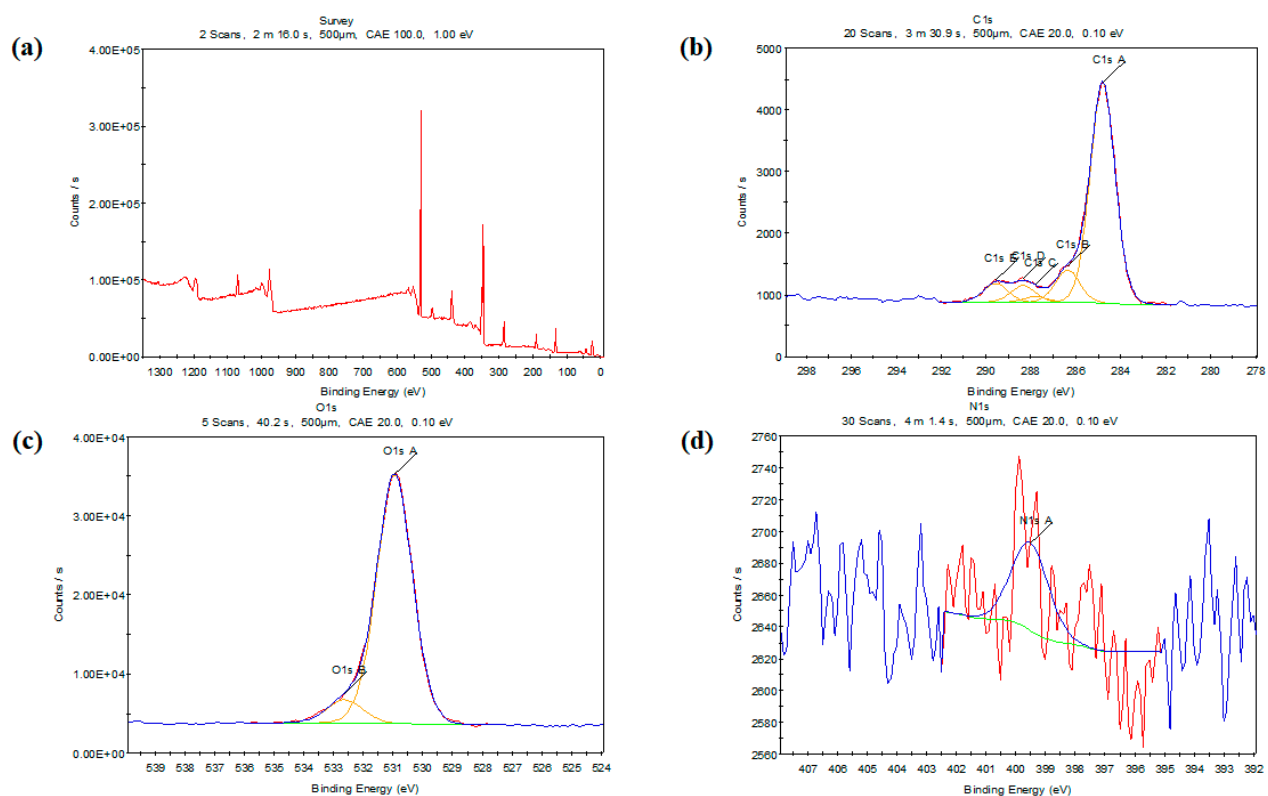 (a)
Survey
2 Scans, 2 m 16.0 s, 500µm, CAE 100.0, 1.00 eV
4.00E+05
3.00E+05
2.00E+05
1.00E+05
0.00E+00
Counts / s
1300 1200 1100 1000 900 800 700 600 500 400 300 200 100 0
Binding Energy (eV)
(b)
C1s
20 Scans, 3 m 30.9 s, 500µm, CAE 20.0, 0.10 eV
5000
4000
3000
2000
1000
0
Counts / s
C1s A
C1s B
C1s C
C1s D
C1s E
298 296 294 292 290 288 286 284 282 280 278
Binding Energy (eV)
(c)
O1s
5 Scans, 40.2 s, 500µm, CAE 20.0, 0.10 eV
4.00E+04
3.00E+04
2.00E+04
1.00E+04
0.00E+00
Counts / s
O1s A
O1s B
539 538 537 536 535 534 533 532 531 530 529 528 527 526 525 524
Binding Energy (eV)
(d)
N1s
30 Scans, 4 m 1.4 s, 500µm, CAE 20.0, 0.10 eV
2760
2740
2720
2700
2680
2660
2640
2620
2600
2580
2560
Counts / s
N1s A
407 406 405 404 403 402 401 400 399 398 397 396 395 394 393 392
Binding Energy (eV)